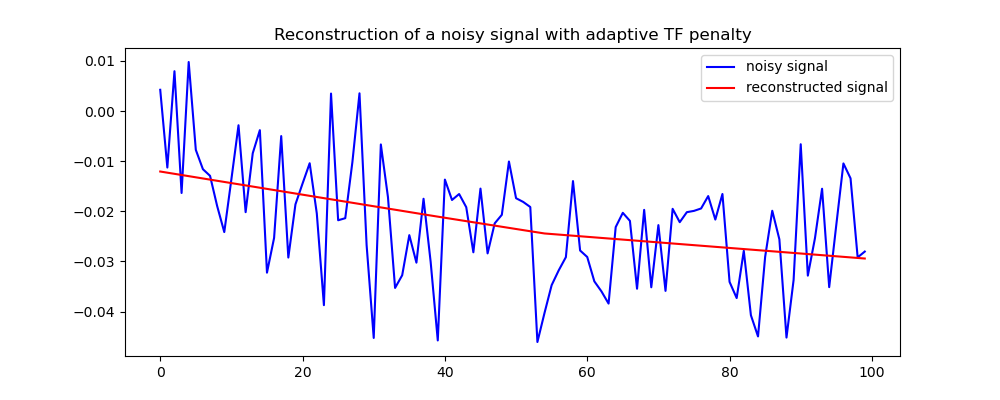 Reconstruction of a noisy signal with adaptive TF penalty
noisy signal
reconstructed signal
0.01
0.00
−0.01
−0.02
−0.03
−0.04
0 20 40 60 80 100